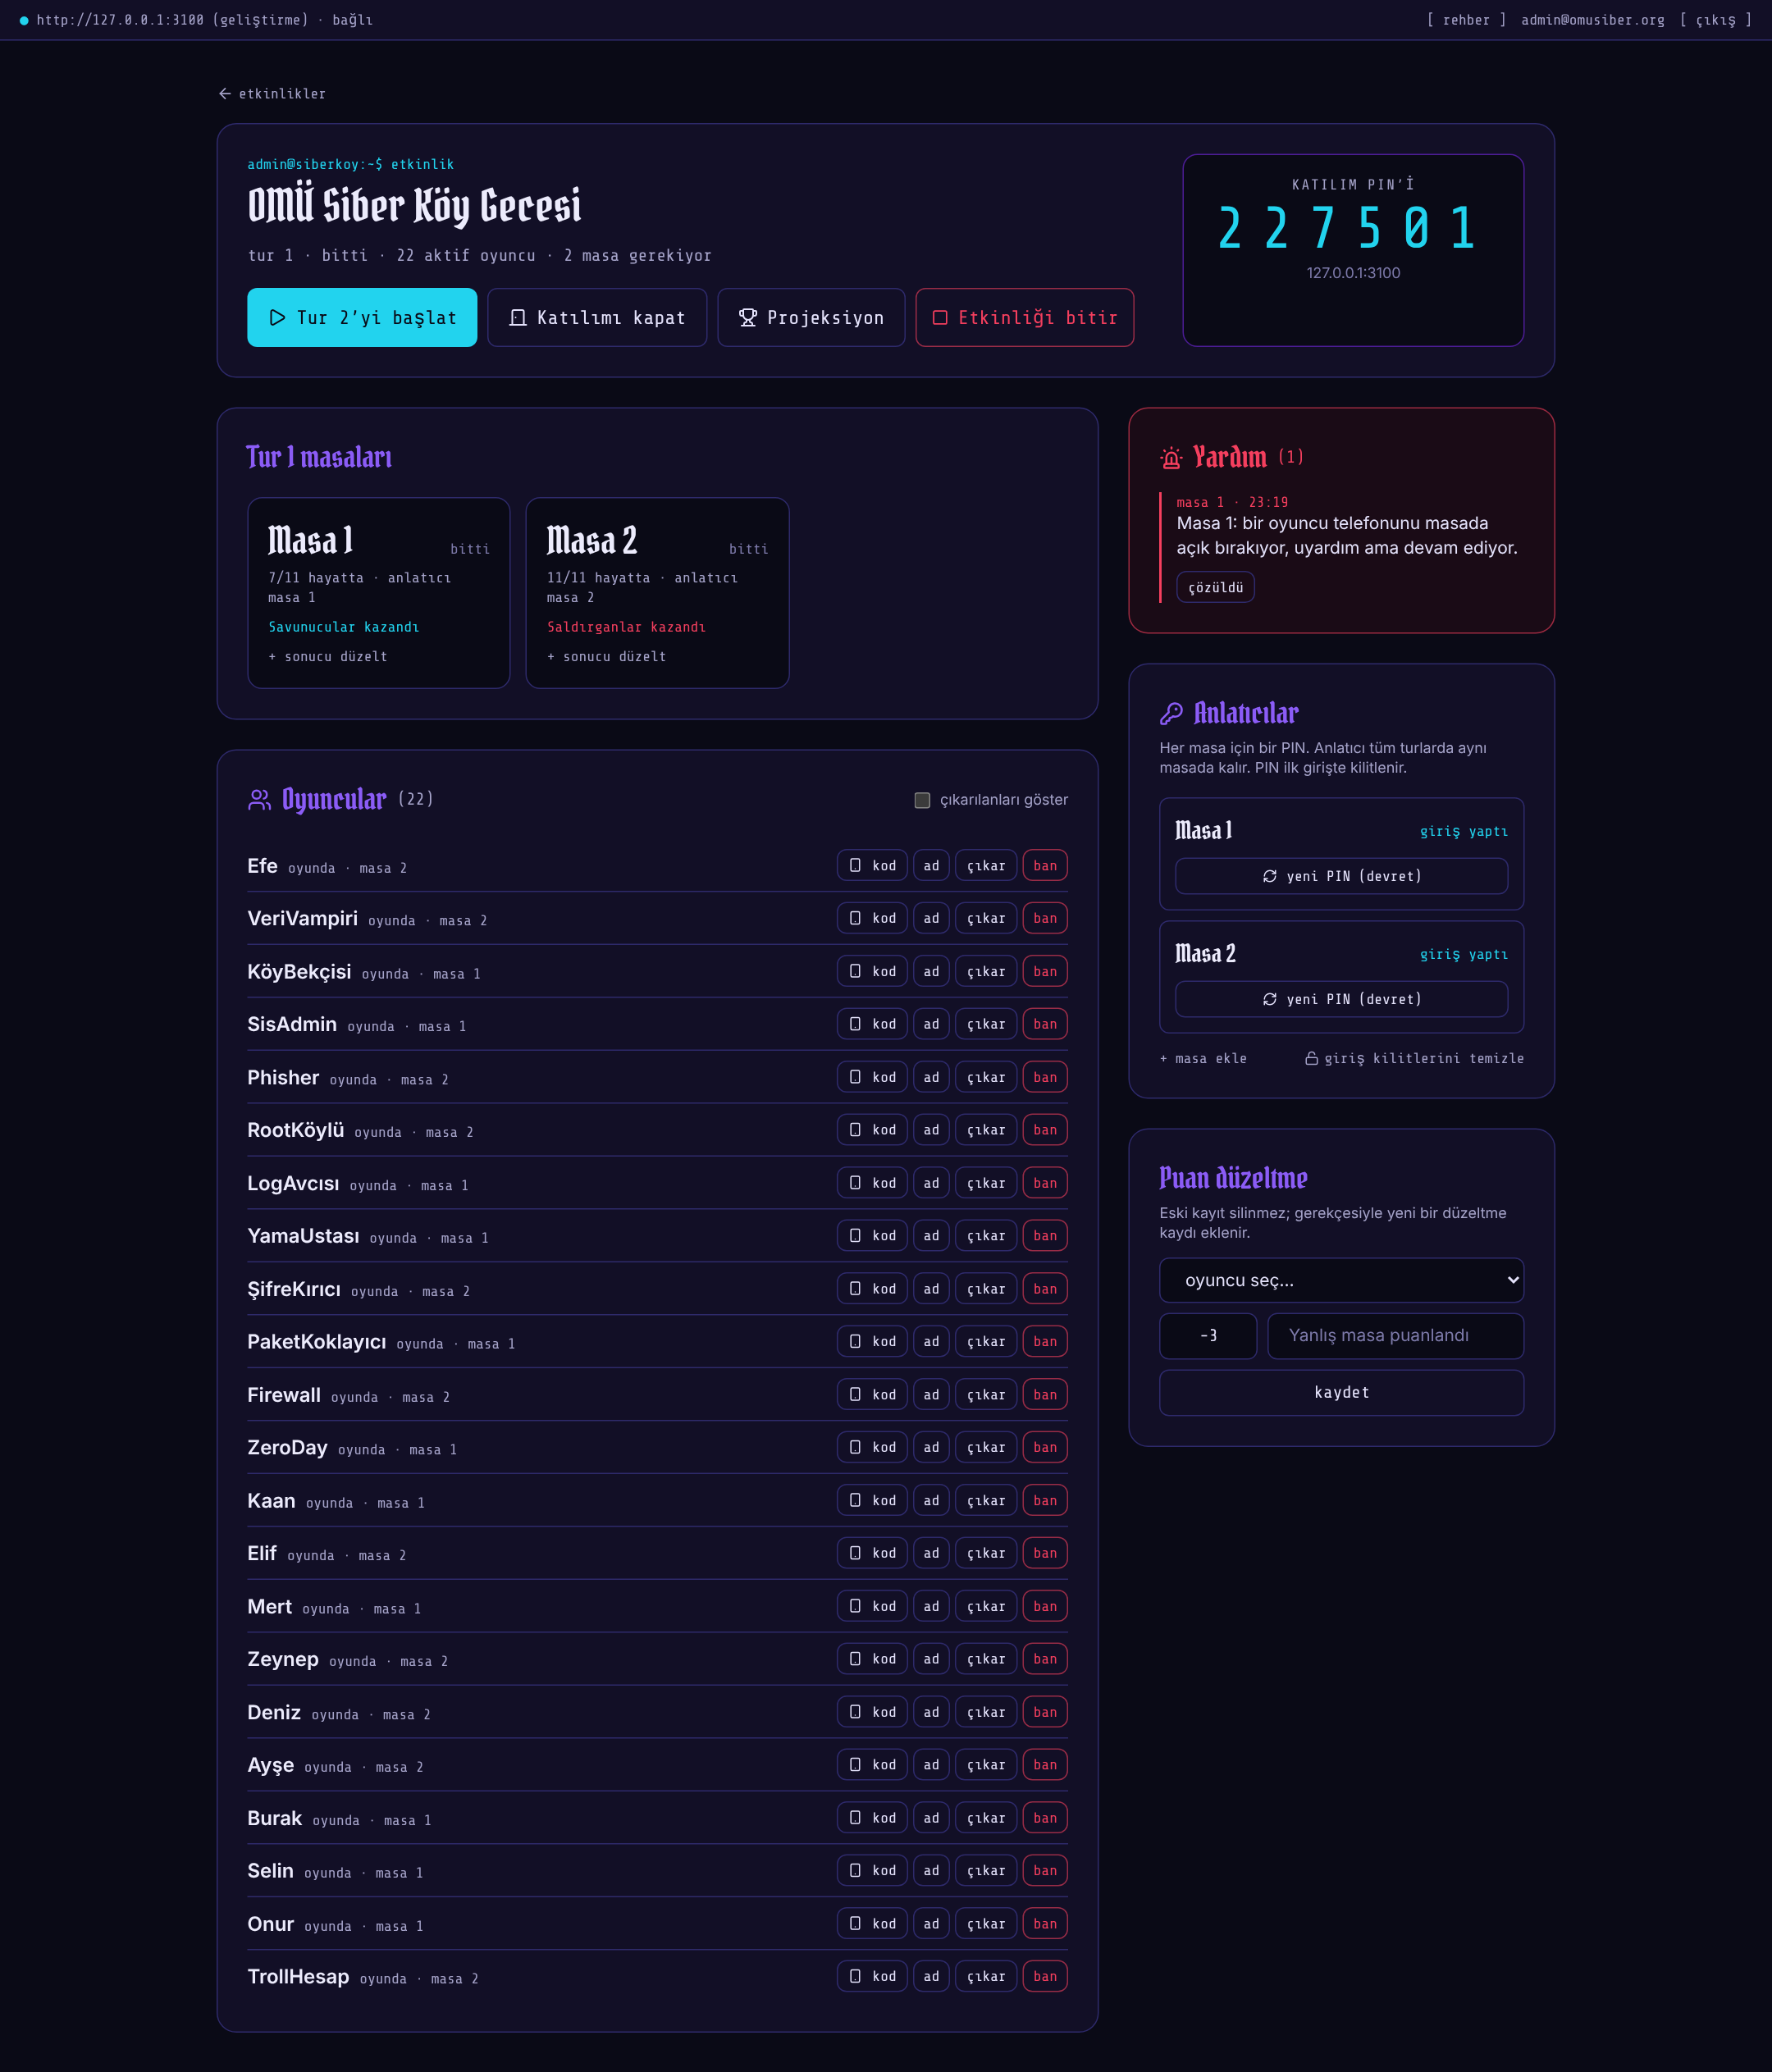 http://127.0.0.1:3100 (geliştirme) · bağlı
[ rehber ] admin@omusiber.org [ çıkış ]
← etkinlikler
admin@siberkoy:~$ etkinlik
OMÜ Siber Köy Gecesi
tur 1 · bitti · 22 aktif oyuncu · 2 masa gerekiyor
Tur 2’yi başlat
Katılımı kapat
Projeksiyon
Etkinliği bitir
KATILIM PIN’İ
227501
127.0.0.1:3100
Tur 1 masaları
Masa 1 bitti
7/11 hayatta · anlatıcı
masa 1
Savunucular kazandı
+ sonucu düzelt
Masa 2 bitti
11/11 hayatta · anlatıcı
masa 2
Saldırganlar kazandı
+ sonucu düzelt
Oyuncular (22)
çıkarılanları göster
Efe oyunda · masa 2 kod ad çıkar ban
VeriVampiri oyunda · masa 2 kod ad çıkar ban
KöyBekçisi oyunda · masa 1 kod ad çıkar ban
SisAdmin oyunda · masa 1 kod ad çıkar ban
Phisher oyunda · masa 2 kod ad çıkar ban
RootKöylü oyunda · masa 2 kod ad çıkar ban
LogAvcısı oyunda · masa 1 kod ad çıkar ban
YamaUstası oyunda · masa 1 kod ad çıkar ban
ŞifreKırıcı oyunda · masa 2 kod ad çıkar ban
PaketKoklayıcı oyunda · masa 1 kod ad çıkar ban
Firewall oyunda · masa 2 kod ad çıkar ban
ZeroDay oyunda · masa 1 kod ad çıkar ban
Kaan oyunda · masa 1 kod ad çıkar ban
Elif oyunda · masa 2 kod ad çıkar ban
Mert oyunda · masa 1 kod ad çıkar ban
Zeynep oyunda · masa 2 kod ad çıkar ban
Deniz oyunda · masa 2 kod ad çıkar ban
Ayşe oyunda · masa 2 kod ad çıkar ban
Burak oyunda · masa 1 kod ad çıkar ban
Selin oyunda · masa 1 kod ad çıkar ban
Onur oyunda · masa 1 kod ad çıkar ban
TrollHesap oyunda · masa 2 kod ad çıkar ban
Yardım (1)
masa 1 · 23:19
Masa 1: bir oyuncu telefonunu masada
açık bırakıyor, uyardım ama devam ediyor.
çözüldü
Anlatıcılar
Her masa için bir PIN. Anlatıcı tüm turlarda aynı
masada kalır. PIN ilk girişte kilitlenir.
Masa 1 giriş yaptı
yeni PIN (devret)
Masa 2 giriş yaptı
yeni PIN (devret)
+ masa ekle
giriş kilitlerini temizle
Puan düzeltme
Eski kayıt silinmez; gerekçesiyle yeni bir düzeltme
kaydı eklenir.
oyuncu seç...
-3
Yanlış masa puanlandı
kaydet